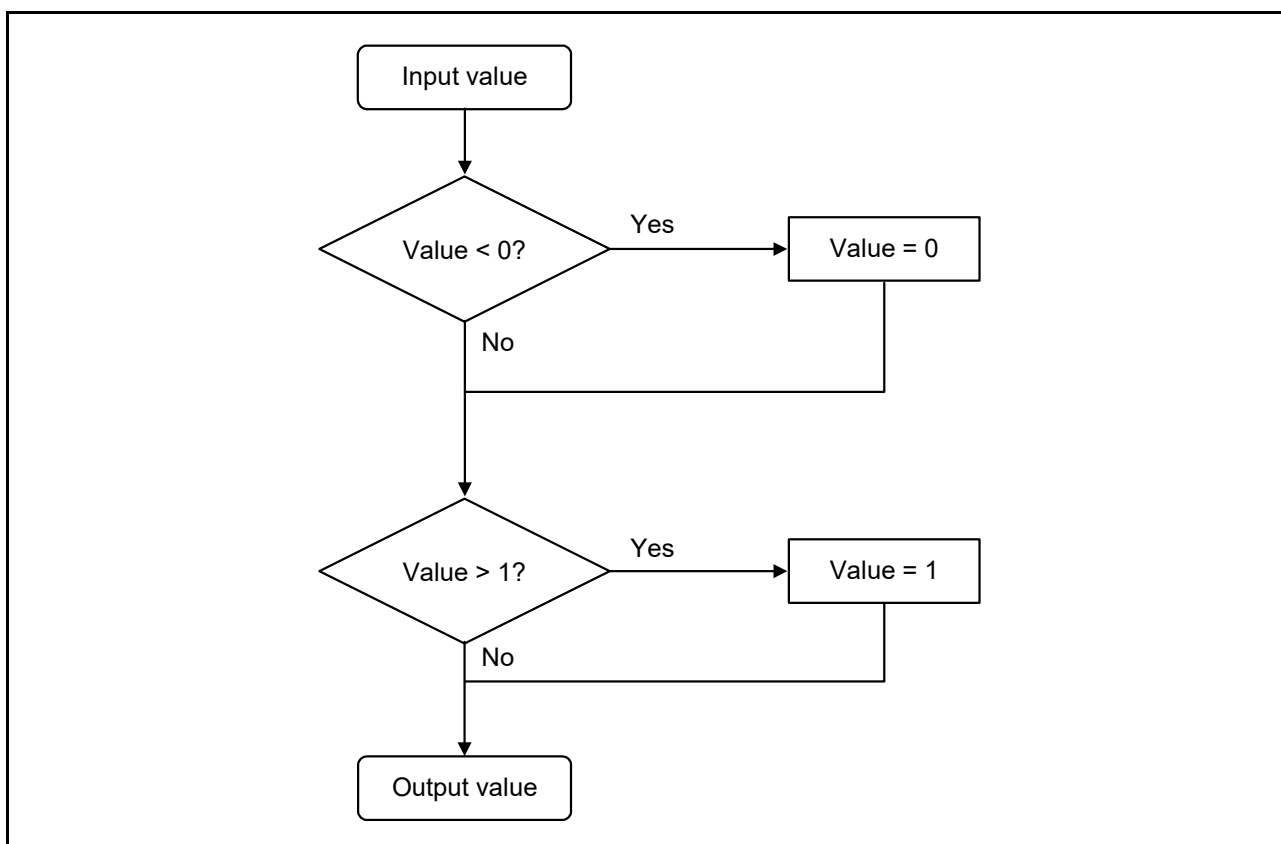 Input value
Value < 0?
Yes
Value = 0
No
Value > 1?
Yes
Value = 1
No
Output value